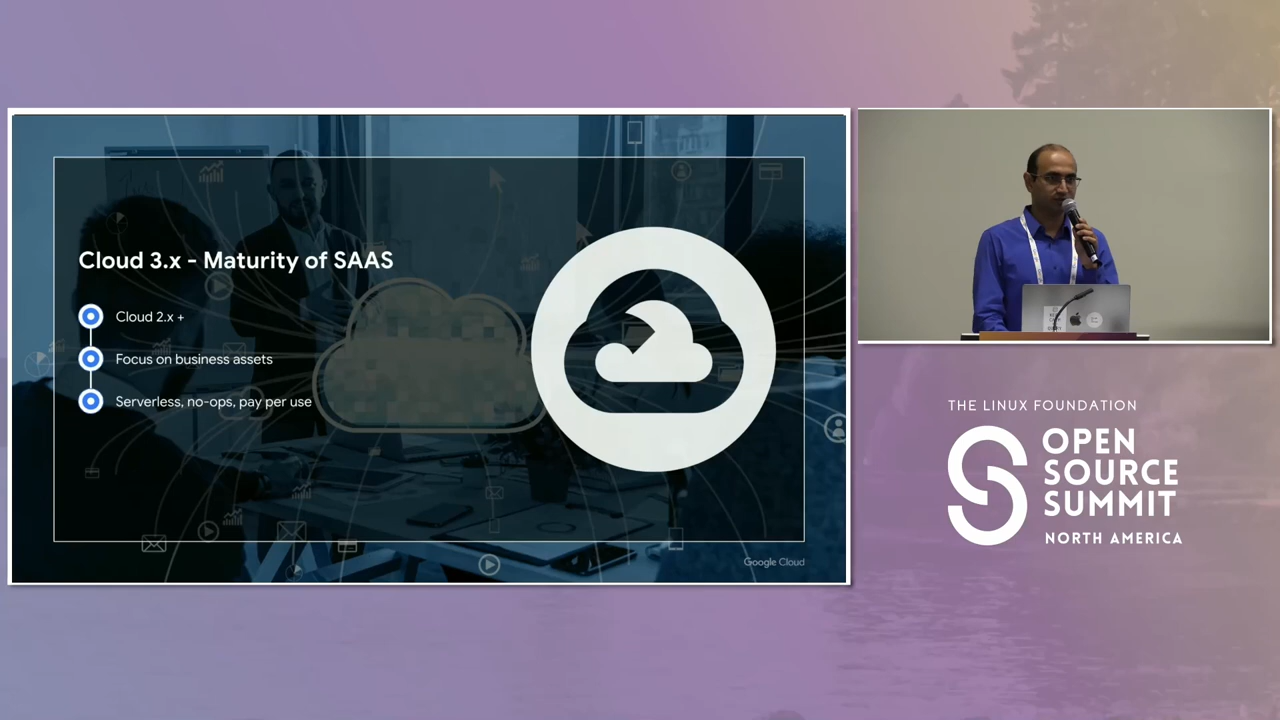 Cloud 3.x - Maturity of SAAS
Cloud 2.x +
Focus on business assets
Serverless, no-ops, pay per use
Google Cloud
THE LINUX FOUNDATION
OPEN
SOURCE
SUMMIT
NORTH AMERICA